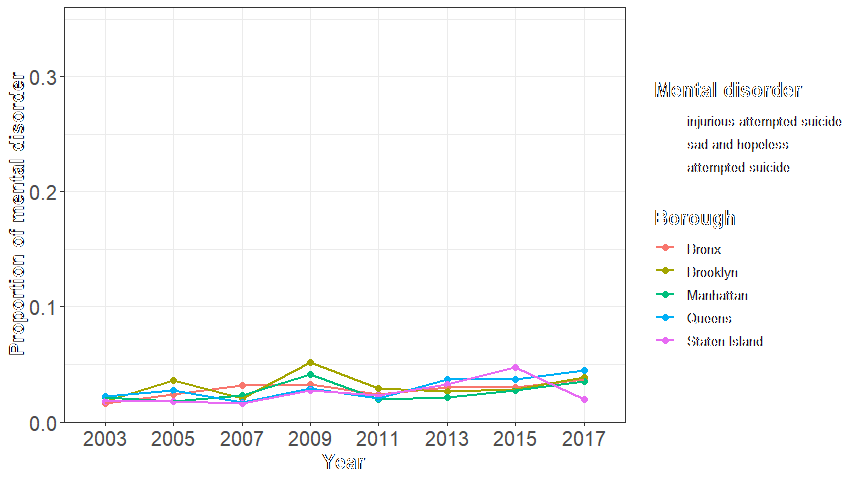 Proportion of mental disorder
0.3
0.2
0.1
0.0
2003 2005 2007 2009 2011 2013 2015 2017
Year
Mental disorder
injurious attempted suicide
sad and hopeless
attempted suicide
Borough
Bronx
Brooklyn
Manhattan
Queens
Staten Island